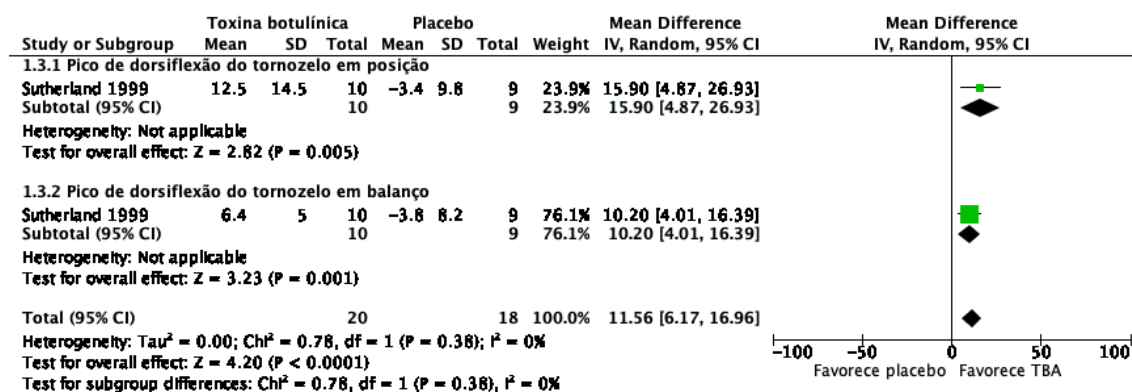 Toxina botulínica Placebo Mean Difference Mean Difference
Study or Subgroup Mean SD Total Mean SD Total Weight IV, Random, 95% CI IV, Random, 95% CI
1.3.1 Pico de dorsiflexão do tornozelo em posição
Sutherland 1999 12.5 14.5 10 −3.4 9.8 9 23.9% 15.90 [4.87, 26.93]
Subtotal (95% CI) 10 9 23.9% 15.90 [4.87, 26.93]
Heterogeneity: Not applicable
Test for overall effect: Z = 2.82 (P = 0.005)
1.3.2 Pico de dorsiflexão do tornozelo em balanço
Sutherland 1999 6.4 5 10 −3.8 8.2 9 76.1% 10.20 [4.01, 16.39]
Subtotal (95% CI) 10 9 76.1% 10.20 [4.01, 16.39]
Heterogeneity: Not applicable
Test for overall effect: Z = 3.23 (P = 0.001)
Total (95% CI) 20 18 100.0% 11.56 [6.17, 16.96]
Heterogeneity: Tau² = 0.00; Chi² = 0.78, df = 1 (P = 0.38); I² = 0%
Test for overall effect: Z = 4.20 (P < 0.0001)
Test for subgroup differences: Chi² = 0.78, df = 1 (P = 0.38), I² = 0%
−100 −50 0 50 100
Favorece placebo Favorece TBA